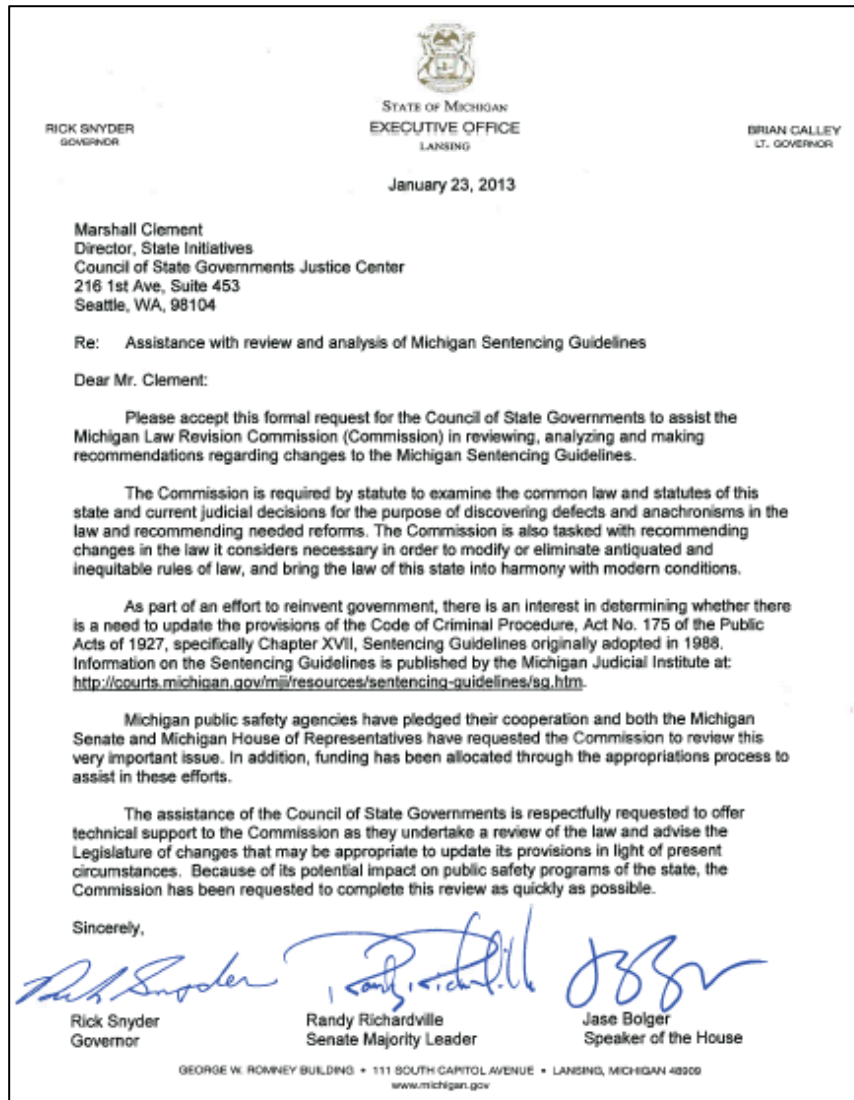 STATE OF MICHIGAN
EXECUTIVE OFFICE
LANSING
RICK SNYDER
GOVERNOR
BRIAN CALLEY
LT. GOVERNOR
January 23, 2013
Marshall Clement
Director, State Initiatives
Council of State Governments Justice Center
216 1st Ave, Suite 453
Seattle, WA, 98104
Re: Assistance with review and analysis of Michigan Sentencing Guidelines
Dear Mr. Clement:
Please accept this formal request for the Council of State Governments to assist the
Michigan Law Revision Commission (Commission) in reviewing, analyzing and making
recommendations regarding changes to the Michigan Sentencing Guidelines.
The Commission is required by statute to examine the common law and statutes of this
state and current judicial decisions for the purpose of discovering defects and anachronisms in the
law and recommending needed reforms. The Commission is also tasked with recommending
changes in the law it considers necessary in order to modify or eliminate antiquated and
inequitable rules of law, and bring the law of this state into harmony with modern conditions.
As part of an effort to reinvent government, there is an interest in determining whether there
is a need to update the provisions of the Code of Criminal Procedure, Act No. 175 of the Public
Acts of 1927, specifically Chapter XVII, Sentencing Guidelines originally adopted in 1988.
Information on the Sentencing Guidelines is published by the Michigan Judicial Institute at:
http://courts.michigan.gov/mji/resources/sentencing-guidelines/sg.htm.
Michigan public safety agencies have pledged their cooperation and both the Michigan
Senate and Michigan House of Representatives have requested the Commission to review this
very important issue. In addition, funding has been allocated through the appropriations process to
assist in these efforts.
The assistance of the Council of State Governments is respectfully requested to offer
technical support to the Commission as they undertake a review of the law and advise the
Legislature of changes that may be appropriate to update its provisions in light of present
circumstances. Because of its potential impact on public safety programs of the state, the
Commission has been requested to complete this review as quickly as possible.
Sincerely,
Rick Snyder
Rick Snyder Randy Richardville Jase Bolger
Governor Senate Majority Leader Speaker of the House
GEORGE W. ROMNEY BUILDING • 111 SOUTH CAPITOL AVENUE • LANSING, MICHIGAN 48909
www.michigan.gov